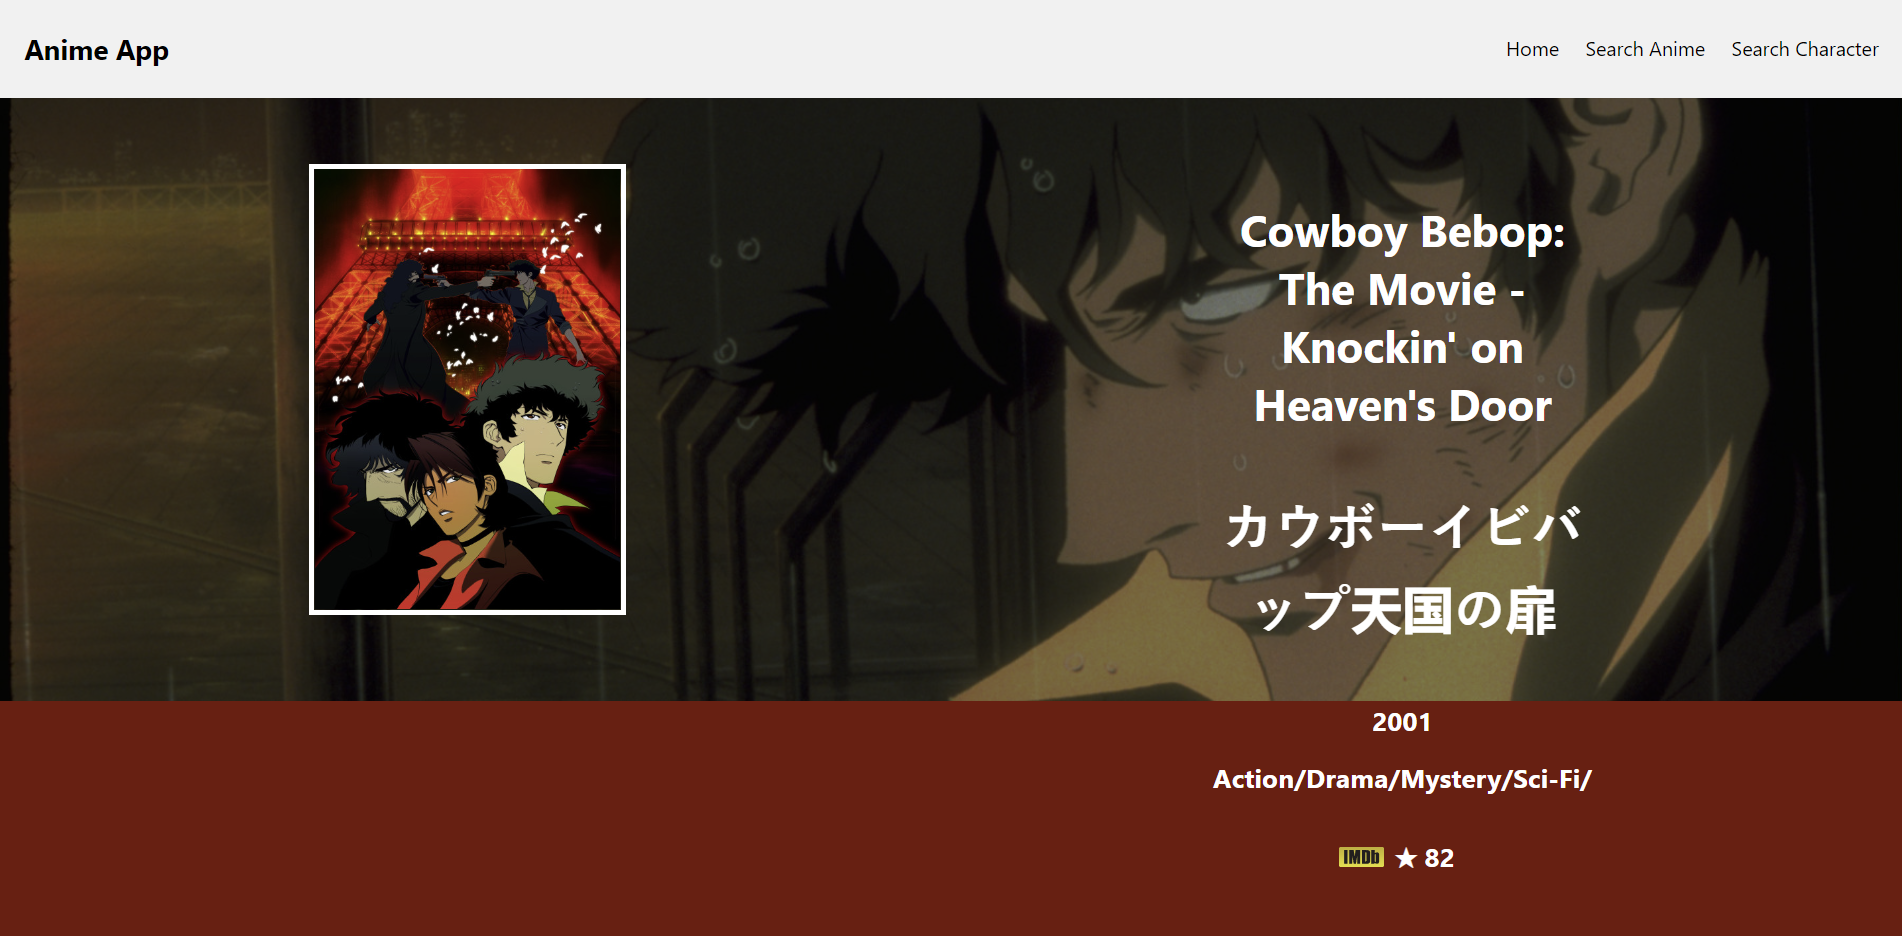 Anime App
Home Search Anime Search Character
Cowboy Bebop:
The Movie -
Knockin' on
Heaven's Door
カウボーイビバ
ップ天国の扉
2001
Action/Drama/Mystery/Sci-Fi/
IMDb ★ 82